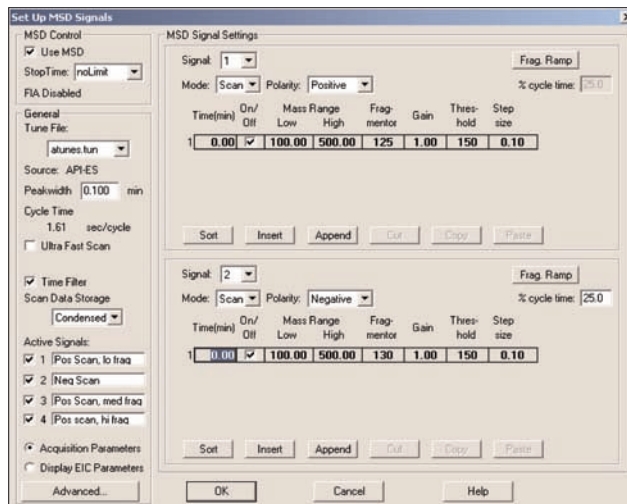 Set Up MSD Signals
MSD Control
Use MSD
StopTime: noLimit
FIA Disabled
General
Tune File:
atunes.tun
Source: API-ES
Peakwidth 0.100 min
Cycle Time
1.61 sec/cycle
Ultra Fast Scan
Time Filter
Scan Data Storage
Condensed
Active Signals:
1 Pos Scan, lo frag
2 Neg Scan
3 Pos Scan, med frag
4 Pos scan, hi frag
Acquisition Parameters
Display EIC Parameters
Advanced...
MSD Signal Settings
Signal: 1 Frag. Ramp
Mode: Scan Polarity: Positive % cycle time: 25.0
Time(min) On/Off Mass Range Low High Frag-mentor Gain Thres-hold Step size
1 0.00 100.00 500.00 125 1.00 150 0.10
Sort Insert Append Cut Copy Paste
Signal: 2 Frag. Ramp
Mode: Scan Polarity: Negative % cycle time: 25.0
Time(min) On/Off Mass Range Low High Frag-mentor Gain Thres-hold Step size
1 0.00 100.00 500.00 130 1.00 150 0.10
Sort Insert Append Cut Copy Paste
OK Cancel Help